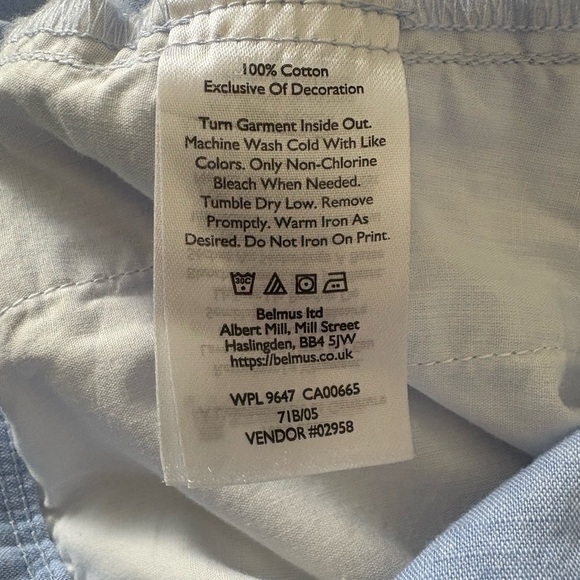 100% Cotton
Exclusive Of Decoration
Turn Garment Inside Out.
Machine Wash Cold With Like
Colors. Only Non-Chlorine
Bleach When Needed.
Tumble Dry Low. Remove
Promptly. Warm Iron As
Desired. Do Not Iron On Print.
30C
Belmus ltd
Albert Mill, Mill Street
Haslingden, BB4 5JW
https://belmus.co.uk
WPL 9647 CA00665
71B/05
VENDOR #02958